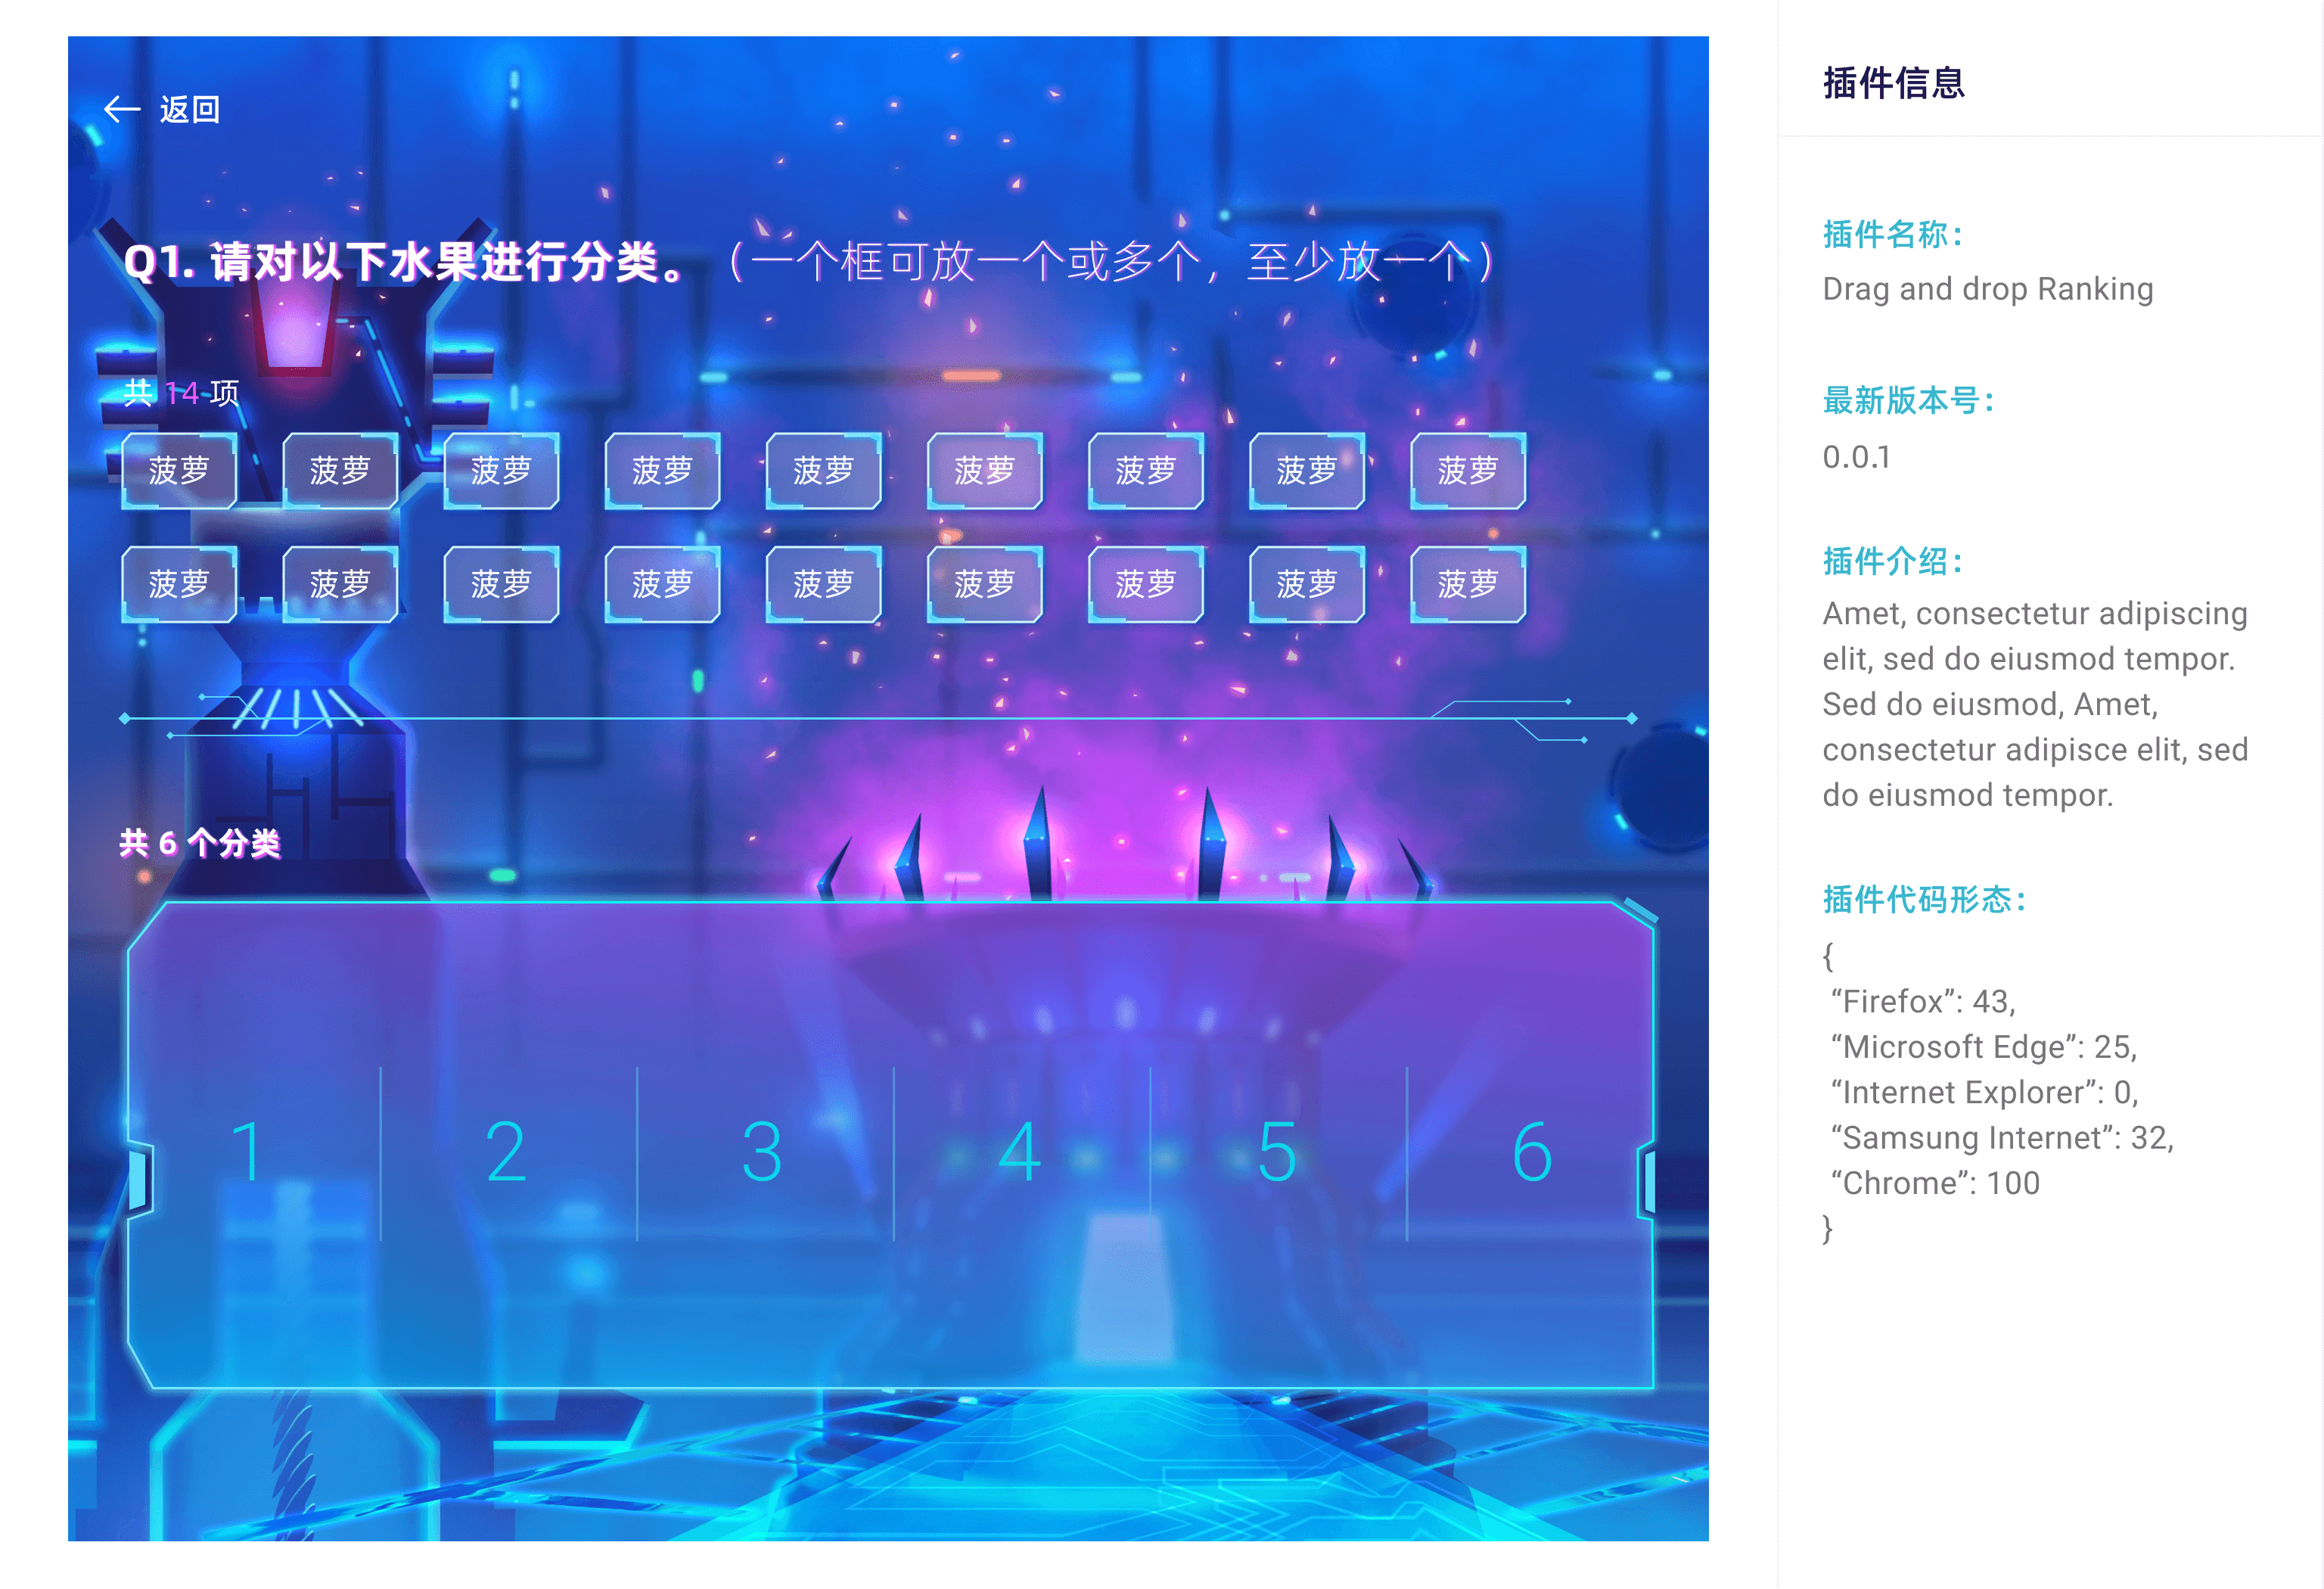 返回
Q1. 请对以下水果进行分类。（一个框可放一个或多个，至少放一个）
共 14 项
菠萝 菠萝 菠萝 菠萝 菠萝 菠萝 菠萝 菠萝 菠萝
菠萝 菠萝 菠萝 菠萝 菠萝 菠萝 菠萝 菠萝 菠萝
共 6 个分类
1 2 3 4 5 6
插件信息
插件名称：
Drag and drop Ranking
最新版本号：
0.0.1
插件介绍：
Amet, consectetur adipiscing
elit, sed do eiusmod tempor.
Sed do eiusmod, Amet,
consectetur adipisce elit, sed
do eiusmod tempor.
插件代码形态：
{
“Firefox”: 43,
“Microsoft Edge”: 25,
“Internet Explorer”: 0,
“Samsung Internet”: 32,
“Chrome”: 100
}